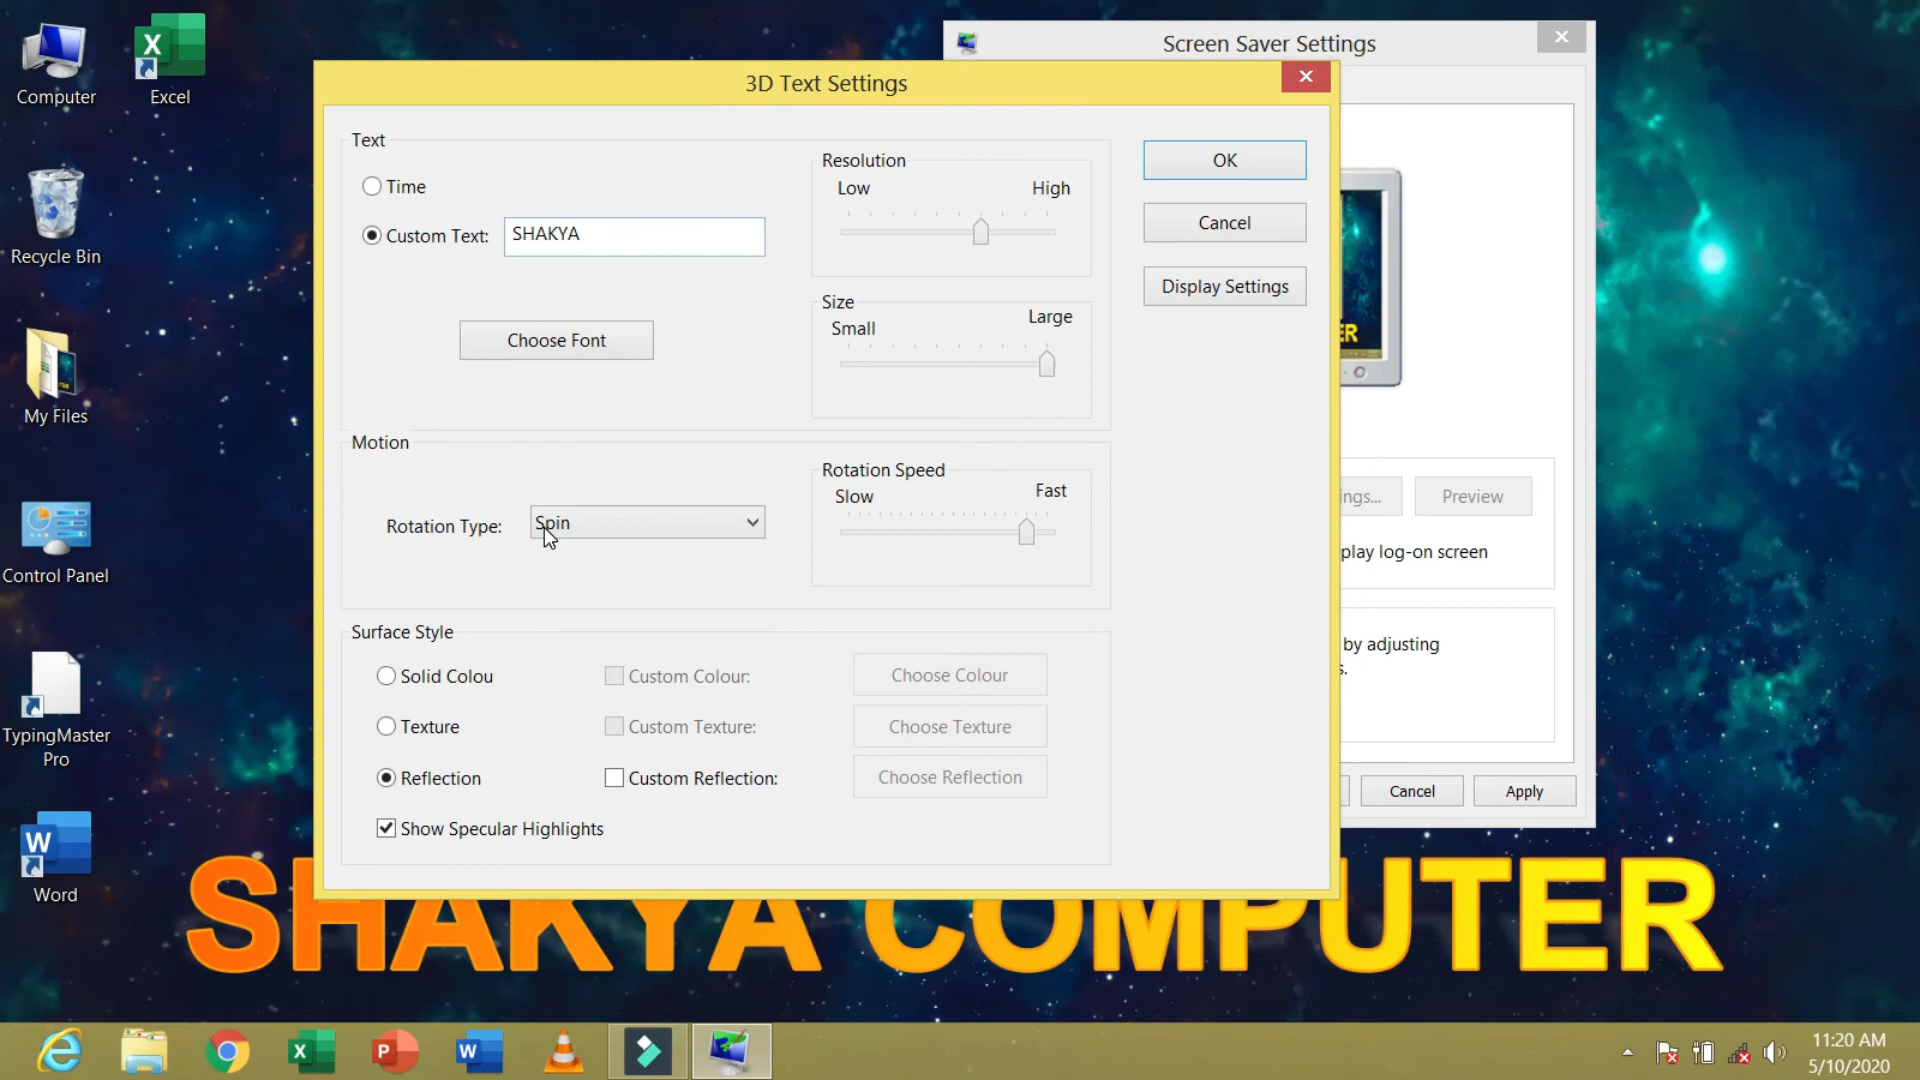 Computer
Excel
Recycle Bin
My Files
Control Panel
TypingMaster
Pro
Word
Screen Saver Settings
3D Text Settings
Text
Time
Custom Text:
SHAKYA
Choose Font
Resolution
Low
High
Size
Small
Large
OK
Cancel
Display Settings
Motion
Rotation Type:
Spin
Rotation Speed
Slow
Fast
Surface Style
Solid Colou
Custom Colour:
Choose Colour
Texture
Custom Texture:
Choose Texture
Reflection
Custom Reflection:
Choose Reflection
Show Specular Highlights
ER
ings...
Preview
play log-on screen
by adjusting
s.
Cancel
Apply
SHAKYA COMPUTER
11:20 AM
5/10/2020